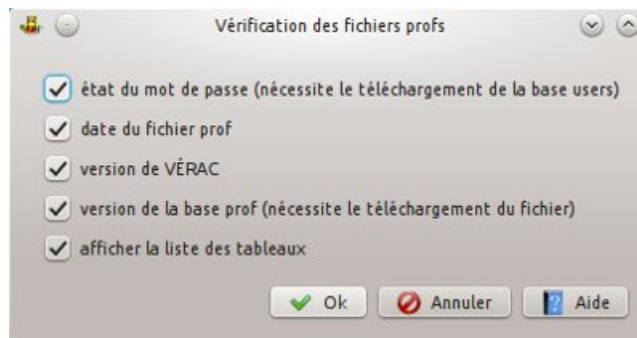 Vérification des fichiers profs
état du mot de passe (nécessite le téléchargement de la base users)
date du fichier prof
version de VÉRAC
version de la base prof (nécessite le téléchargement du fichier)
afficher la liste des tableaux
Ok Annuler Aide